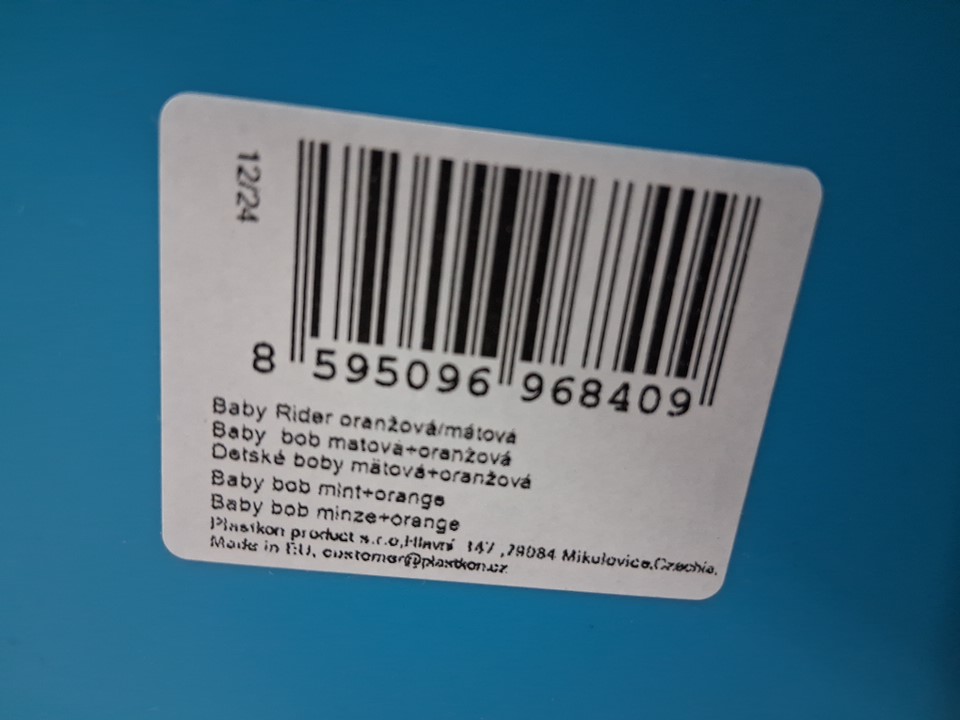 12/24
8 595096 968409
Baby Rider oranžová/mátová
Baby bob matová+oranžová
Detské boby mätová+oranžová
Baby bob mint+orange
Baby bob minze+orange
Plastkon product s.r.o,Hlavní 147 ,79084 Mikulovice,Czechia,
Made in EU, customer@plastkon.cz